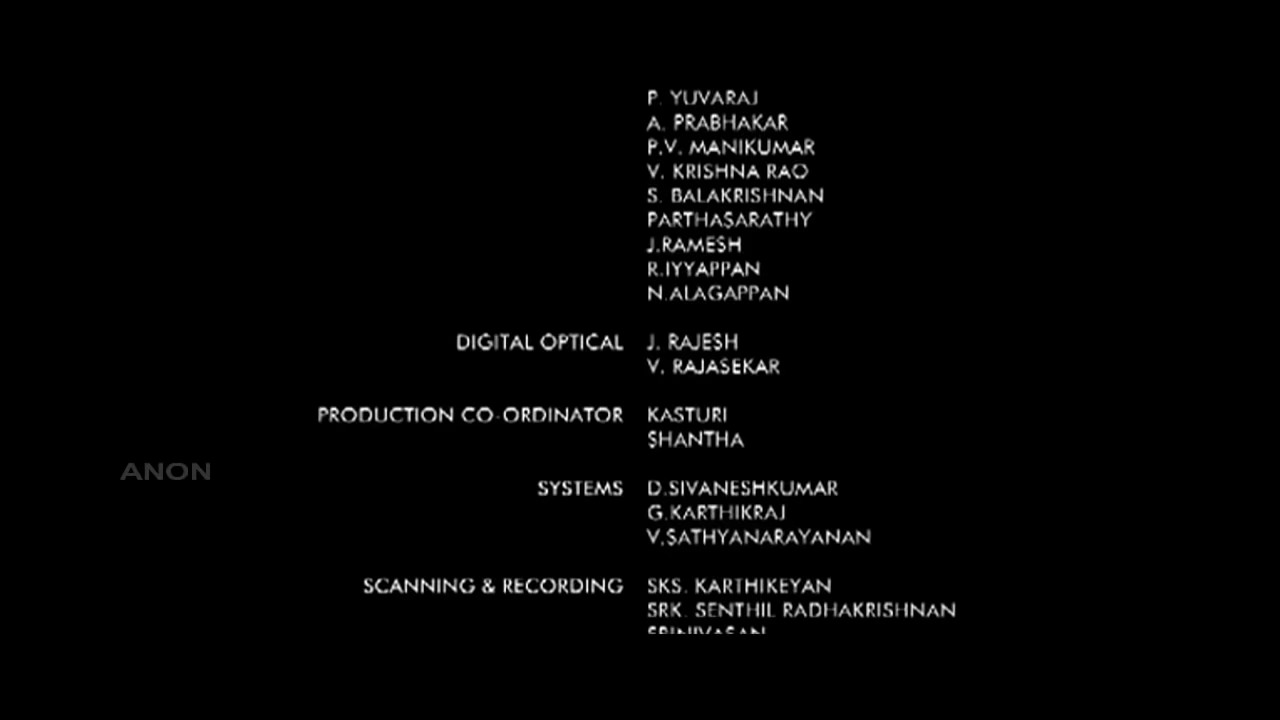 P. YUVARAJ
A. PRABHAKAR
P.V. MANIKUMAR
V. KRISHNA RAO
S. BALAKRISHNAN
PARTHASARATHY
J.RAMESH
R.IYYAPPAN
N.ALAGAPPAN
DIGITAL OPTICAL J. RAJESH
V. RAJASEKAR
PRODUCTION CO-ORDINATOR KASTURI
SHANTHA
ANON
SYSTEMS D.SIVANESHKUMAR
G.KARTHIKRAJ
V.SATHYANARAYANAN
SCANNING & RECORDING SKS. KARTHIKEYAN
SRK. SENTHIL RADHAKRISHNAN
SRINIVASAN